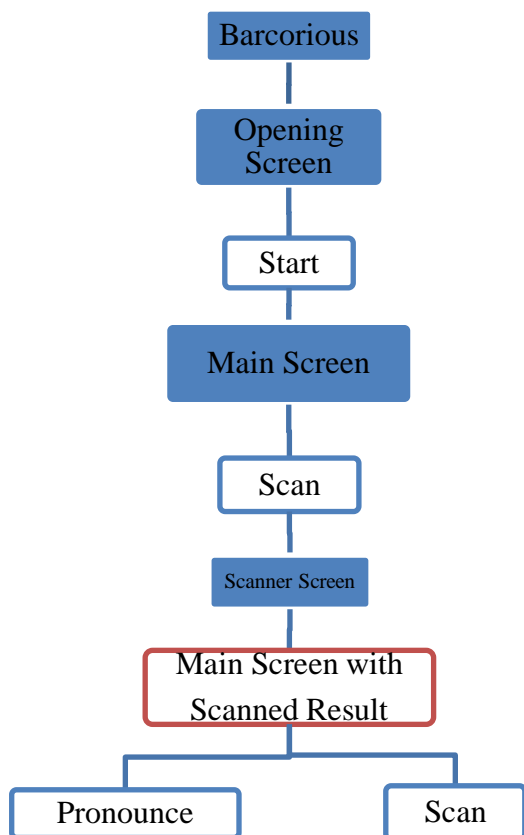 Barcorious
Opening
Screen
Start
Main Screen
Scan
Scanner Screen
Main Screen with
Scanned Result
Pronounce
Scan